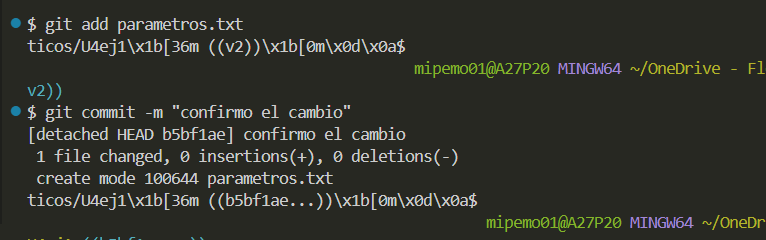 $ git add parametros.txt
ticos/U4ej1\x1b[36m ((v2))\x1b[0m\x0d\x0a$
mipemo01@A27P20 MINGW64 ~/OneDrive - Fl
v2))
$ git commit -m "confirmo el cambio"
[detached HEAD b5bf1ae] confirmo el cambio
1 file changed, 0 insertions(+), 0 deletions(-)
create mode 100644 parametros.txt
ticos/U4ej1\x1b[36m ((b5bf1ae...))\x1b[0m\x0d\x0a$
mipemo01@A27P20 MINGW64 ~/OneDr